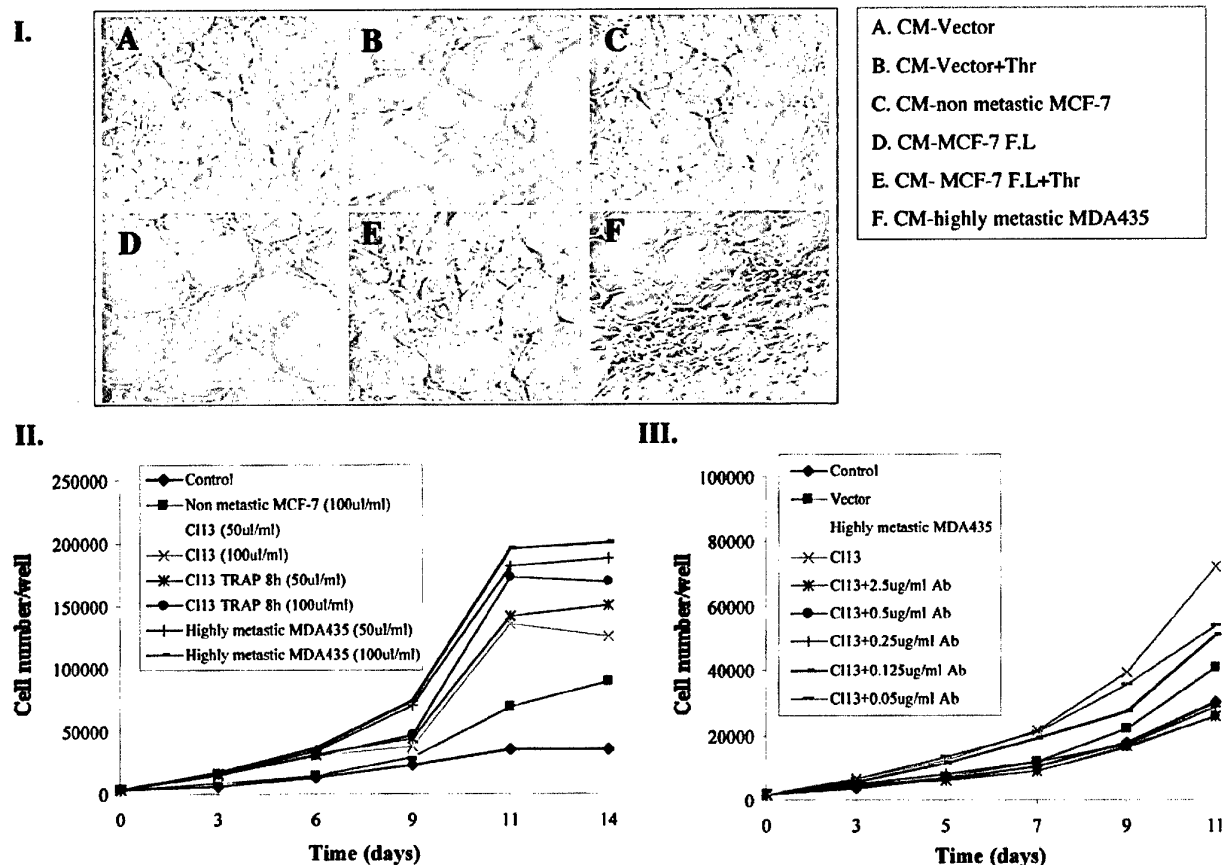 I.
A
B
C
D
E
F
A. CM-Vector
B. CM-Vector+Thr
C. CM-non metastic MCF-7
D. CM-MCF-7 F.L
E. CM- MCF-7 F.L+Thr
F. CM-highly metastic MDA435
II.
Cell number/well
250000
200000
150000
100000
50000
0
Control
Non metastic MCF-7 (100ul/ml)
Cl13 (50ul/ml)
Cl13 (100ul/ml)
Cl13 TRAP 8h (50ul/ml)
Cl13 TRAP 8h (100ul/ml)
Highly metastic MDA435 (50ul/ml)
Highly metastic MDA435 (100ul/ml)
0 3 6 9 11 14
Time (days)
III.
Cell number/well
100000
80000
60000
40000
20000
0
Control
Vector
Highly metastic MDA435
Cl13
Cl13+2.5ug/ml Ab
Cl13+0.5ug/ml Ab
Cl13+0.25ug/ml Ab
Cl13+0.125ug/ml Ab
Cl13+0.05ug/ml Ab
0 3 5 7 9 11
Time (days)